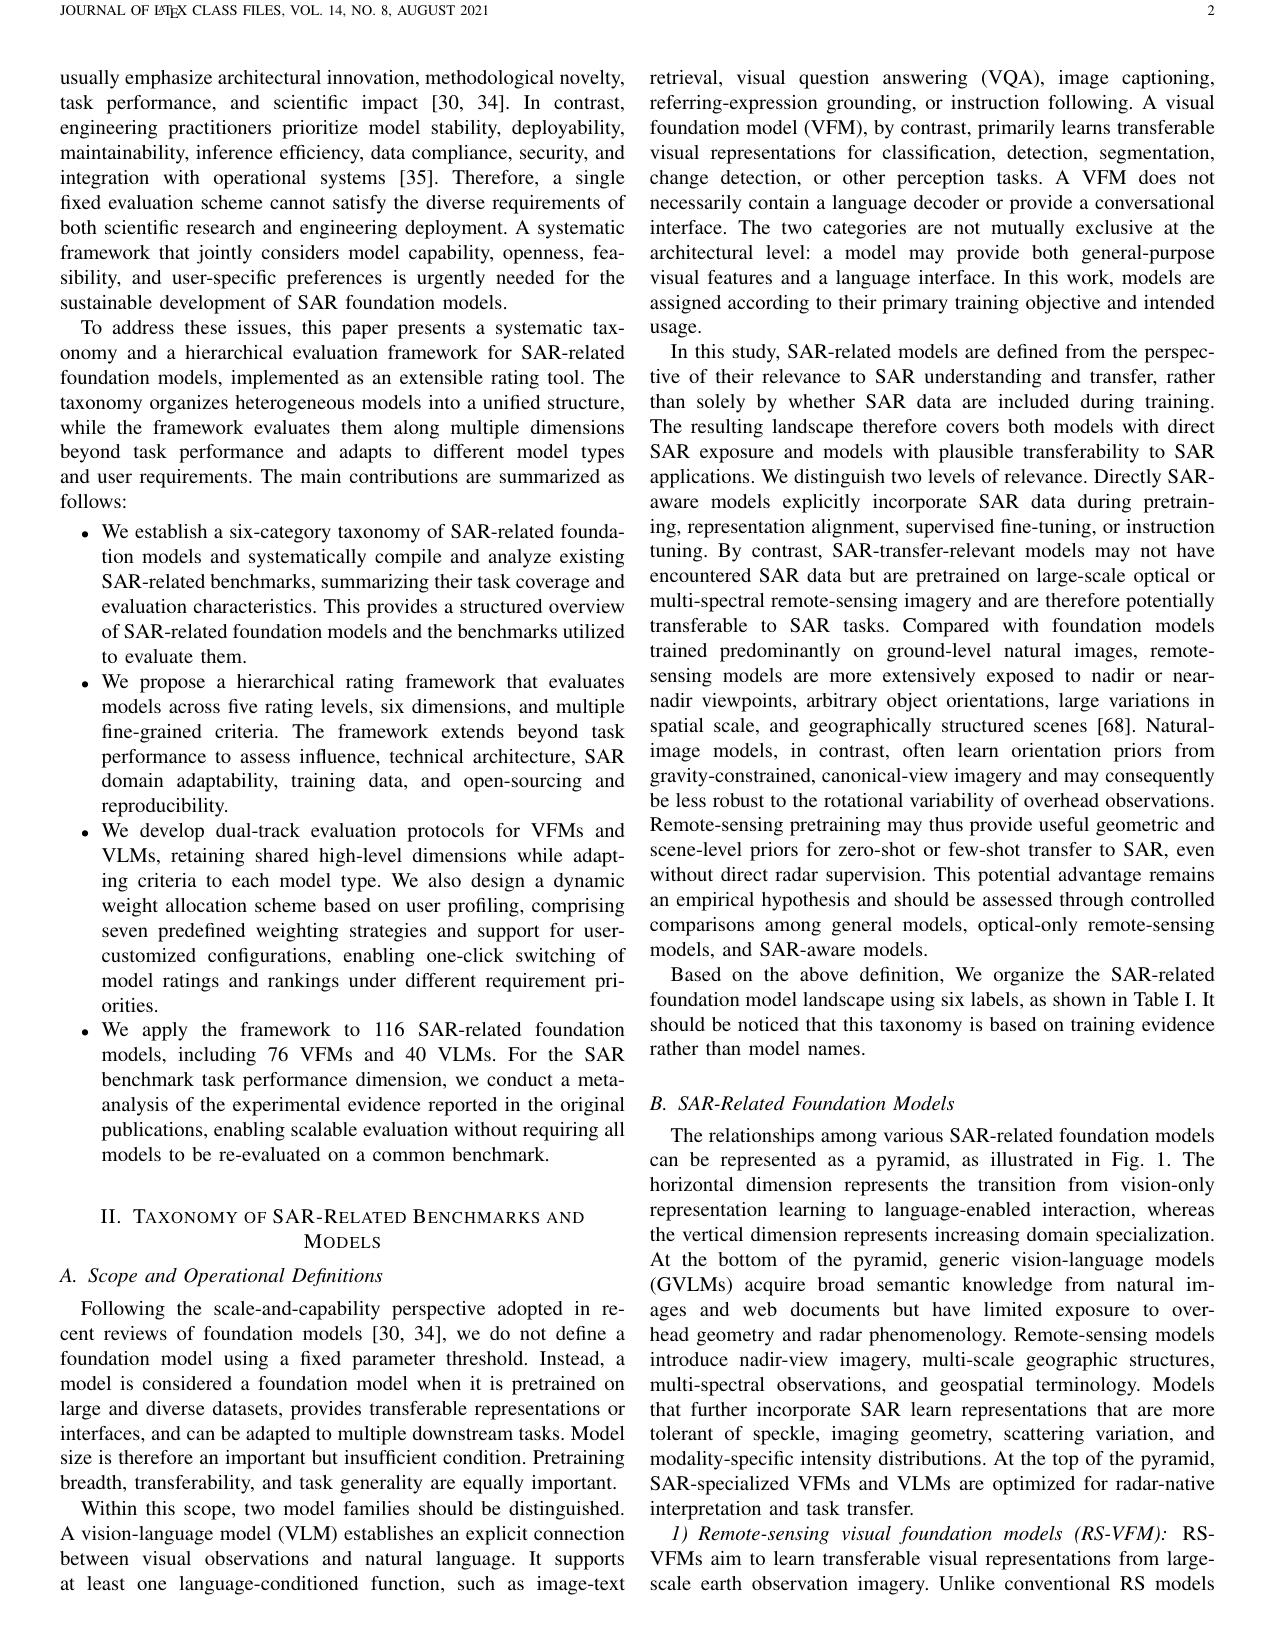 JOURNAL OF LATEX CLASS FILES, VOL. 14, NO. 8, AUGUST 2021
2
usually emphasize architectural innovation, methodological novelty,
task performance, and scientific impact [30, 34]. In contrast,
engineering practitioners prioritize model stability, deployability,
maintainability, inference efficiency, data compliance, security, and
integration with operational systems [35]. Therefore, a single
fixed evaluation scheme cannot satisfy the diverse requirements of
both scientific research and engineering deployment. A systematic
framework that jointly considers model capability, openness, fea-
sibility, and user-specific preferences is urgently needed for the
sustainable development of SAR foundation models.
To address these issues, this paper presents a systematic tax-
onomy and a hierarchical evaluation framework for SAR-related
foundation models, implemented as an extensible rating tool. The
taxonomy organizes heterogeneous models into a unified structure,
while the framework evaluates them along multiple dimensions
beyond task performance and adapts to different model types
and user requirements. The main contributions are summarized as
follows:
• We establish a six-category taxonomy of SAR-related founda-
tion models and systematically compile and analyze existing
SAR-related benchmarks, summarizing their task coverage and
evaluation characteristics. This provides a structured overview
of SAR-related foundation models and the benchmarks utilized
to evaluate them.
• We propose a hierarchical rating framework that evaluates
models across five rating levels, six dimensions, and multiple
fine-grained criteria. The framework extends beyond task
performance to assess influence, technical architecture, SAR
domain adaptability, training data, and open-sourcing and
reproducibility.
• We develop dual-track evaluation protocols for VFMs and
VLMs, retaining shared high-level dimensions while adapt-
ing criteria to each model type. We also design a dynamic
weight allocation scheme based on user profiling, comprising
seven predefined weighting strategies and support for user-
customized configurations, enabling one-click switching of
model ratings and rankings under different requirement pri-
orities.
• We apply the framework to 116 SAR-related foundation
models, including 76 VFMs and 40 VLMs. For the SAR
benchmark task performance dimension, we conduct a meta-
analysis of the experimental evidence reported in the original
publications, enabling scalable evaluation without requiring all
models to be re-evaluated on a common benchmark.
II. TAXONOMY OF SAR-RELATED BENCHMARKS AND
MODELS
A. Scope and Operational Definitions
Following the scale-and-capability perspective adopted in re-
cent reviews of foundation models [30, 34], we do not define a
foundation model using a fixed parameter threshold. Instead, a
model is considered a foundation model when it is pretrained on
large and diverse datasets, provides transferable representations or
interfaces, and can be adapted to multiple downstream tasks. Model
size is therefore an important but insufficient condition. Pretraining
breadth, transferability, and task generality are equally important.
Within this scope, two model families should be distinguished.
A vision-language model (VLM) establishes an explicit connection
between visual observations and natural language. It supports
at least one language-conditioned function, such as image-text
retrieval, visual question answering (VQA), image captioning,
referring-expression grounding, or instruction following. A visual
foundation model (VFM), by contrast, primarily learns transferable
visual representations for classification, detection, segmentation,
change detection, or other perception tasks. A VFM does not
necessarily contain a language decoder or provide a conversational
interface. The two categories are not mutually exclusive at the
architectural level: a model may provide both general-purpose
visual features and a language interface. In this work, models are
assigned according to their primary training objective and intended
usage.
In this study, SAR-related models are defined from the perspec-
tive of their relevance to SAR understanding and transfer, rather
than solely by whether SAR data are included during training.
The resulting landscape therefore covers both models with direct
SAR exposure and models with plausible transferability to SAR
applications. We distinguish two levels of relevance. Directly SAR-
aware models explicitly incorporate SAR data during pretrain-
ing, representation alignment, supervised fine-tuning, or instruction
tuning. By contrast, SAR-transfer-relevant models may not have
encountered SAR data but are pretrained on large-scale optical or
multi-spectral remote-sensing imagery and are therefore potentially
transferable to SAR tasks. Compared with foundation models
trained predominantly on ground-level natural images, remote-
sensing models are more extensively exposed to nadir or near-
nadir viewpoints, arbitrary object orientations, large variations in
spatial scale, and geographically structured scenes [68]. Natural-
image models, in contrast, often learn orientation priors from
gravity-constrained, canonical-view imagery and may consequently
be less robust to the rotational variability of overhead observations.
Remote-sensing pretraining may thus provide useful geometric and
scene-level priors for zero-shot or few-shot transfer to SAR, even
without direct radar supervision. This potential advantage remains
an empirical hypothesis and should be assessed through controlled
comparisons among general models, optical-only remote-sensing
models, and SAR-aware models.
Based on the above definition, We organize the SAR-related
foundation model landscape using six labels, as shown in Table I. It
should be noticed that this taxonomy is based on training evidence
rather than model names.
B. SAR-Related Foundation Models
The relationships among various SAR-related foundation models
can be represented as a pyramid, as illustrated in Fig. 1. The
horizontal dimension represents the transition from vision-only
representation learning to language-enabled interaction, whereas
the vertical dimension represents increasing domain specialization.
At the bottom of the pyramid, generic vision-language models
(GVLMs) acquire broad semantic knowledge from natural im-
ages and web documents but have limited exposure to over-
head geometry and radar phenomenology. Remote-sensing models
introduce nadir-view imagery, multi-scale geographic structures,
multi-spectral observations, and geospatial terminology. Models
that further incorporate SAR learn representations that are more
tolerant of speckle, imaging geometry, scattering variation, and
modality-specific intensity distributions. At the top of the pyramid,
SAR-specialized VFMs and VLMs are optimized for radar-native
interpretation and task transfer.
1) Remote-sensing visual foundation models (RS-VFM): RS-
VFMs aim to learn transferable visual representations from large-
scale earth observation imagery. Unlike conventional RS models